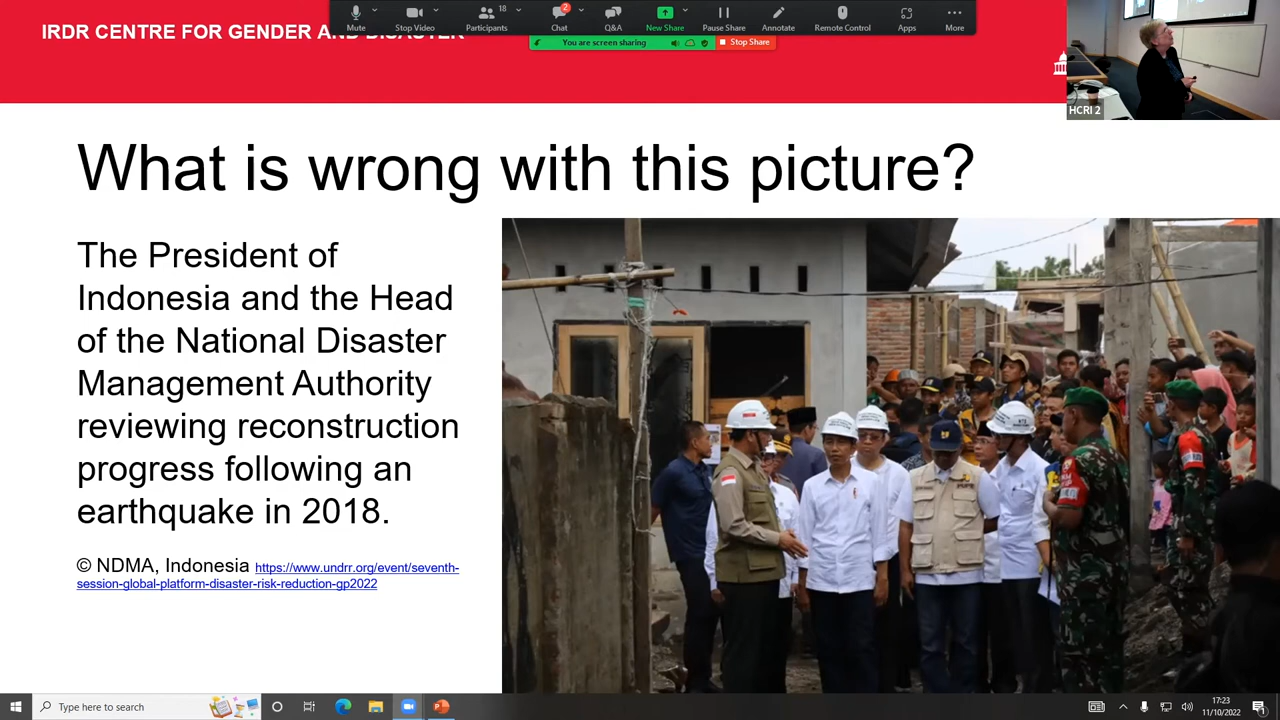 IRDR CENTRE FOR GENDER AND DISASTER
Mute
Stop Video
18
Participants
2
Chat
Q&A
New Share
Pause Share
Annotate
Remote Control
Apps
More
You are screen sharing
Stop Share
HCRI 2
What is wrong with this picture?
The President of
Indonesia and the Head
of the National Disaster
Management Authority
reviewing reconstruction
progress following an
earthquake in 2018.
© NDMA, Indonesia https://www.undrr.org/event/seventh-
session-global-platform-disaster-risk-reduction-gp2022
Type here to search
17:23
11/10/2022
1